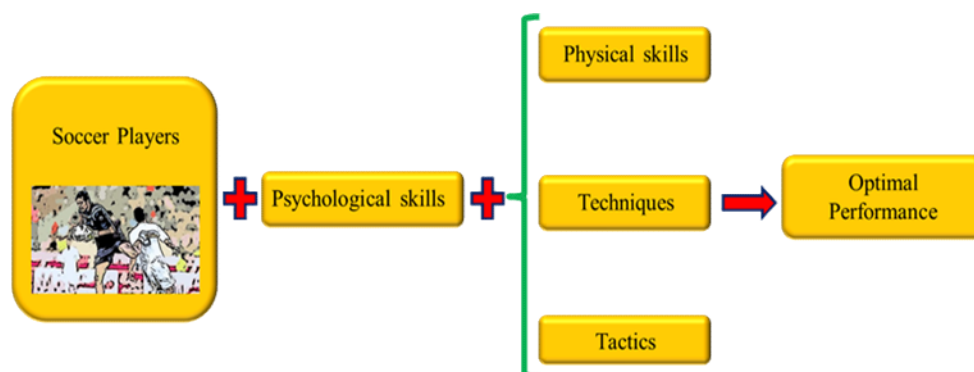 Soccer Players
Psychological skills
Physical skills
Techniques
Tactics
Optimal
Performance